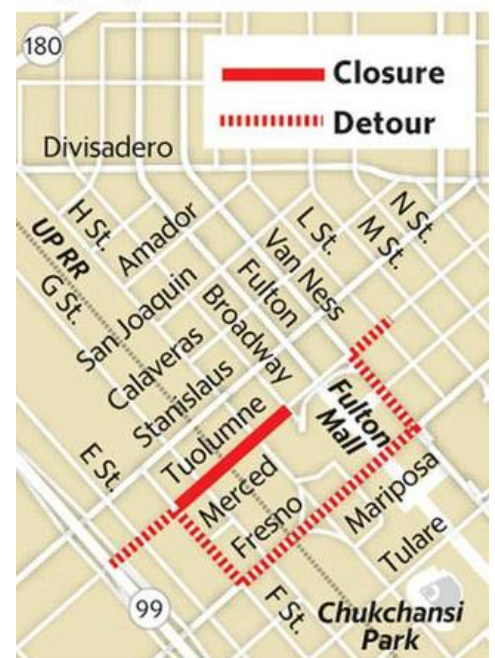 180
Closure
Detour
Divisadero
H St.
Amador
L St.
M St.
N St.
UP RR
G St.
San Joaquin
Van Ness
Fulton
Broadway
Calaveras
Stanislaus
Tuolumne
Fulton
Mall
E St.
Merced
Fresno
Mariposa
Tulare
99
F St.
Chukchansi
Park